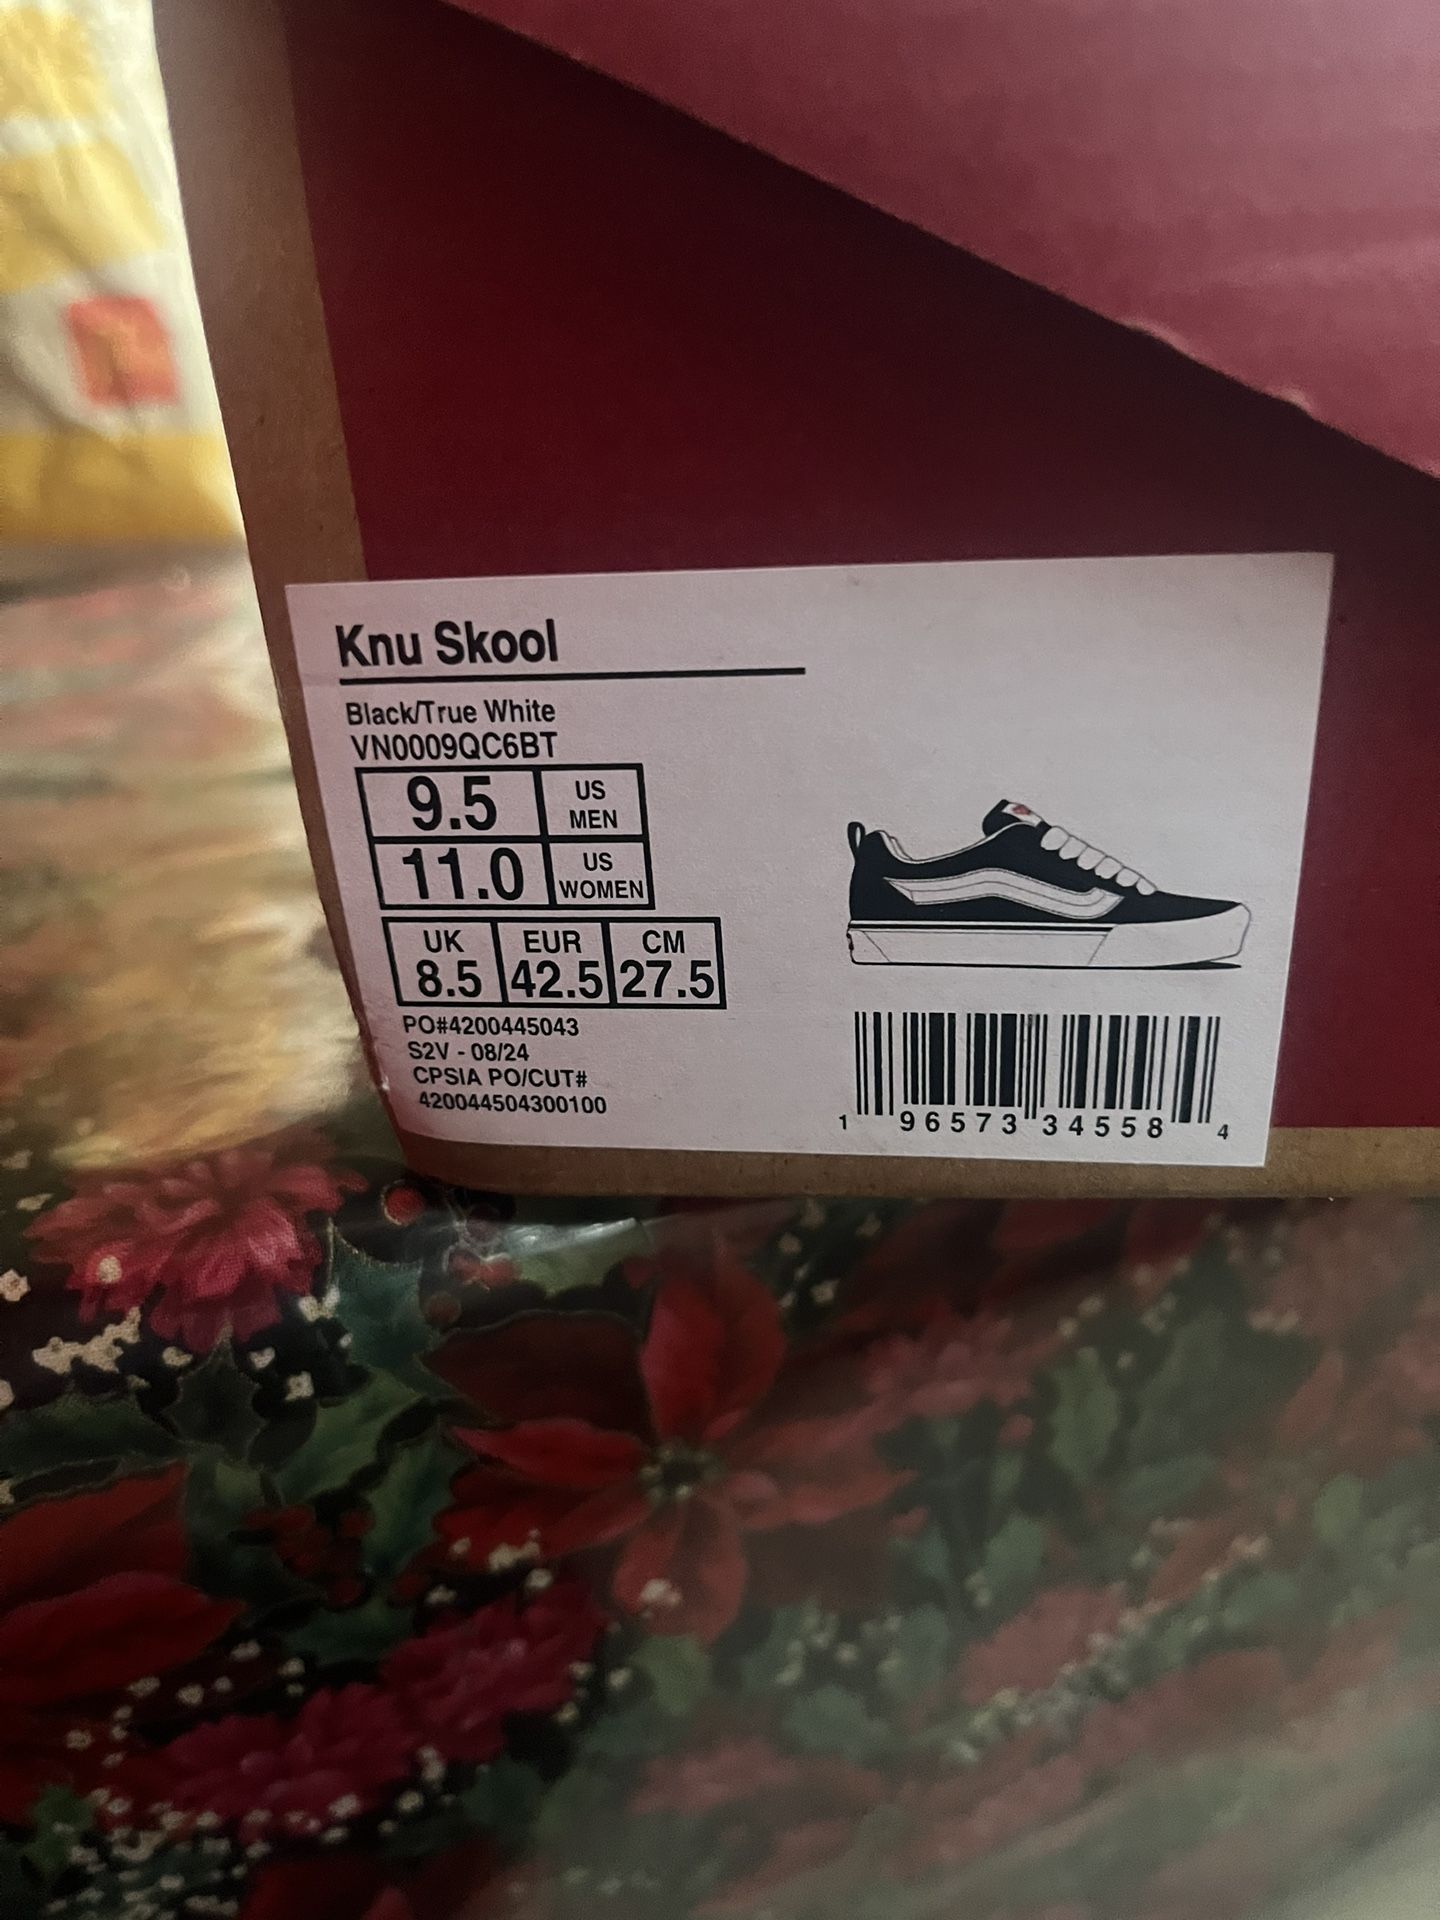 Knu Skool
Black/True White
VN0009QC6BT
9.5 US MEN
11.0 US WOMEN
UK EUR CM
8.5 42.5 27.5
PO#4200445043
S2V - 08/24
CPSIA PO/CUT#
420044504300100
1 96573 34558 4